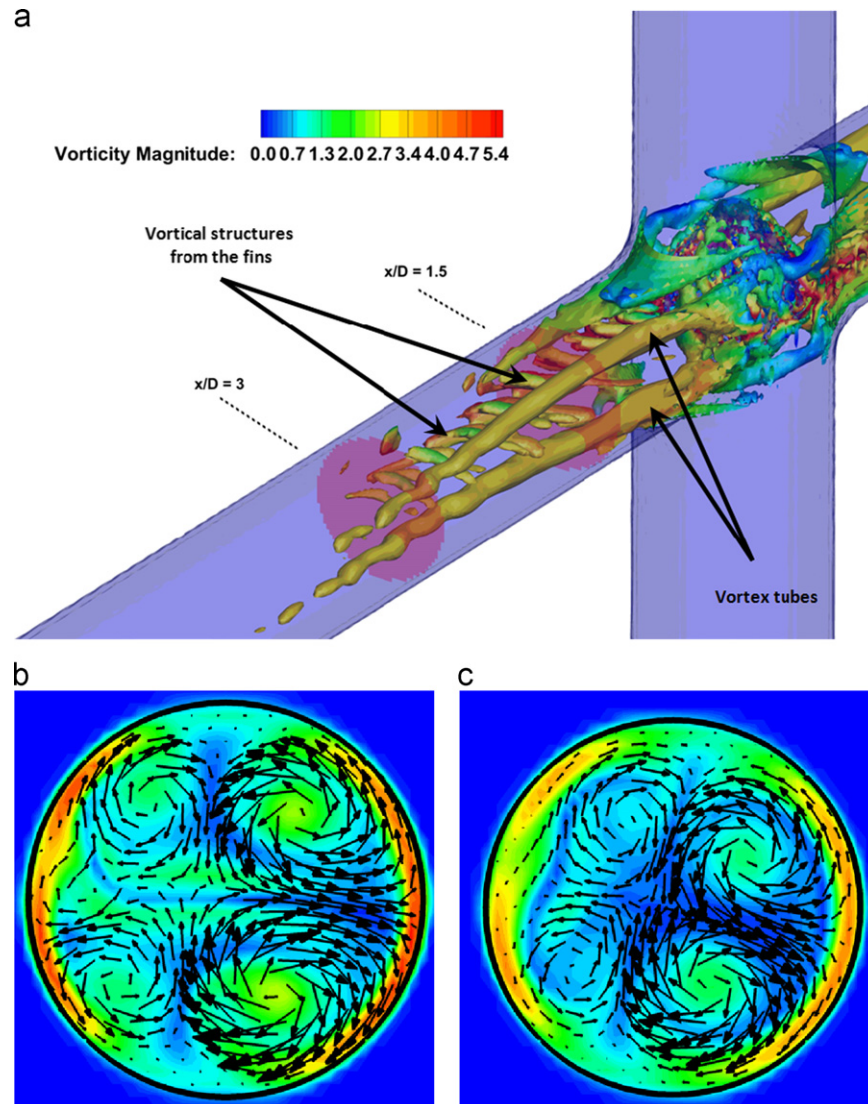 a
Vorticity Magnitude: 0.0 0.7 1.3 2.0 2.7 3.4 4.0 4.7 5.4
Vortical structures
from the fins
x/D = 1.5
x/D = 3
Vortex tubes
b
c